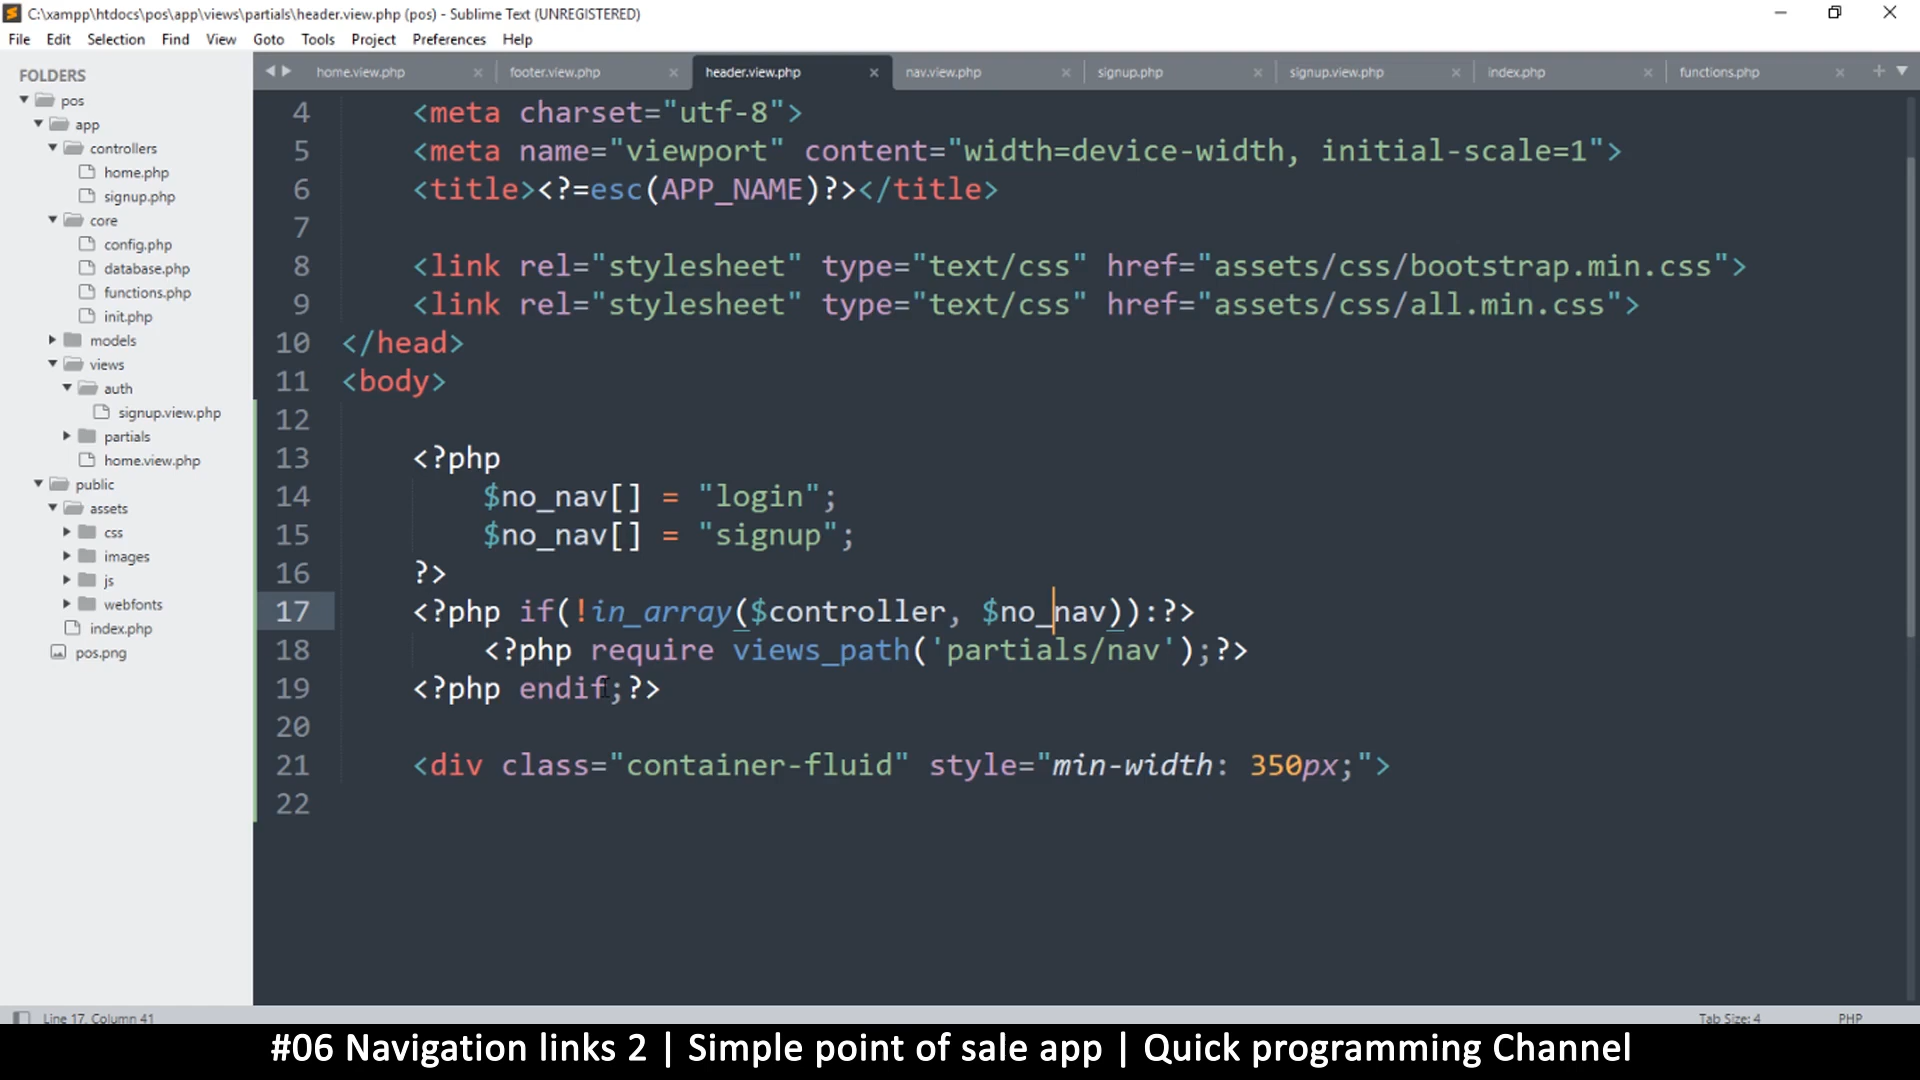 C:\xampp\htdocs\pos\app\views\partials\header.view.php (pos) - Sublime Text (UNREGISTERED)
File Edit Selection Find View Goto Tools Project Preferences Help
FOLDERS
pos
app
controllers
home.php
signup.php
core
config.php
database.php
functions.php
init.php
models
views
auth
signup.view.php
partials
home.view.php
public
assets
css
images
js
webfonts
index.php
pos.png
home.view.php footer.view.php header.view.php nav.view.php signup.php signup.view.php index.php functions.php
4 <meta charset="utf-8">
5 <meta name="viewport" content="width=device-width, initial-scale=1">
6 <title><?=esc(APP_NAME)?></title>
7
8 <link rel="stylesheet" type="text/css" href="assets/css/bootstrap.min.css">
9 <link rel="stylesheet" type="text/css" href="assets/css/all.min.css">
10 </head>
11 <body>
12
13 <?php
14 $no_nav[] = "login";
15 $no_nav[] = "signup";
16 ?>
17 <?php if(!in_array($controller, $no_nav)):?>
18 <?php require views_path('partials/nav');?>
19 <?php endif;?>
20
21 <div class="container-fluid" style="min-width: 350px;">
22
Line 17, Column 41 Tab Size: 4 PHP
#06 Navigation links 2 | Simple point of sale app | Quick programming Channel